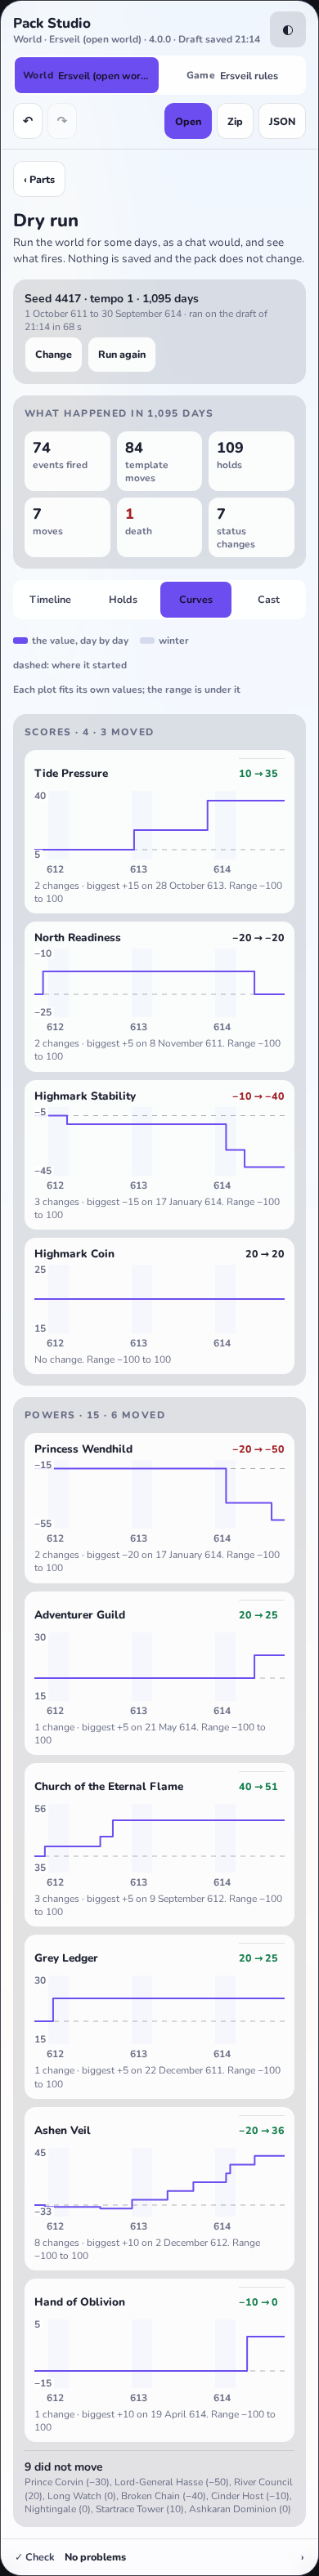 Pack Studio
World · Ersveil (open world) · 4.0.0 · Draft saved 21:14
World Ersveil (open wor...
Game Ersveil rules
Open
Zip
JSON
‹ Parts
Dry run
Run the world for some days, as a chat would, and see
what fires. Nothing is saved and the pack does not change.
Seed 4417 · tempo 1 · 1,095 days
1 October 611 to 30 September 614 · ran on the draft of
21:14 in 68 s
Change
Run again
WHAT HAPPENED IN 1,095 DAYS
74
events fired
84
template
moves
109
holds
7
moves
1
death
7
status
changes
Timeline
Holds
Curves
Cast
the value, day by day
winter
dashed: where it started
Each plot fits its own values; the range is under it
SCORES · 4 · 3 MOVED
Tide Pressure
10 → 35
40
5
612
613
614
2 changes · biggest +15 on 28 October 613. Range −100
to 100
North Readiness
−20 → −20
−10
−25
612
613
614
2 changes · biggest +5 on 8 November 611. Range −100
to 100
Highmark Stability
−10 → −40
−5
−45
612
613
614
3 changes · biggest −15 on 17 January 614. Range −100
to 100
Highmark Coin
20 → 20
25
15
612
613
614
No change. Range −100 to 100
POWERS · 15 · 6 MOVED
Princess Wendhild
−20 → −50
−15
−55
612
613
614
2 changes · biggest −20 on 17 January 614. Range −100
to 100
Adventurer Guild
20 → 25
30
15
612
613
614
1 change · biggest +5 on 21 May 614. Range −100 to
100
Church of the Eternal Flame
40 → 51
56
35
612
613
614
3 changes · biggest +5 on 9 September 612. Range −100
to 100
Grey Ledger
20 → 25
30
15
612
613
614
1 change · biggest +5 on 22 December 611. Range −100
to 100
Ashen Veil
−20 → 36
45
−33
612
613
614
8 changes · biggest +10 on 2 December 612. Range
−100 to 100
Hand of Oblivion
−10 → 0
5
−15
612
613
614
1 change · biggest +10 on 19 April 614. Range −100 to
100
9 did not move
Prince Corvin (−30), Lord-General Hasse (−50), River Council
(20), Long Watch (0), Broken Chain (−40), Cinder Host (−10),
Nightingale (0), Startrace Tower (10), Ashkaran Dominion (0)
✓ Check No problems ›